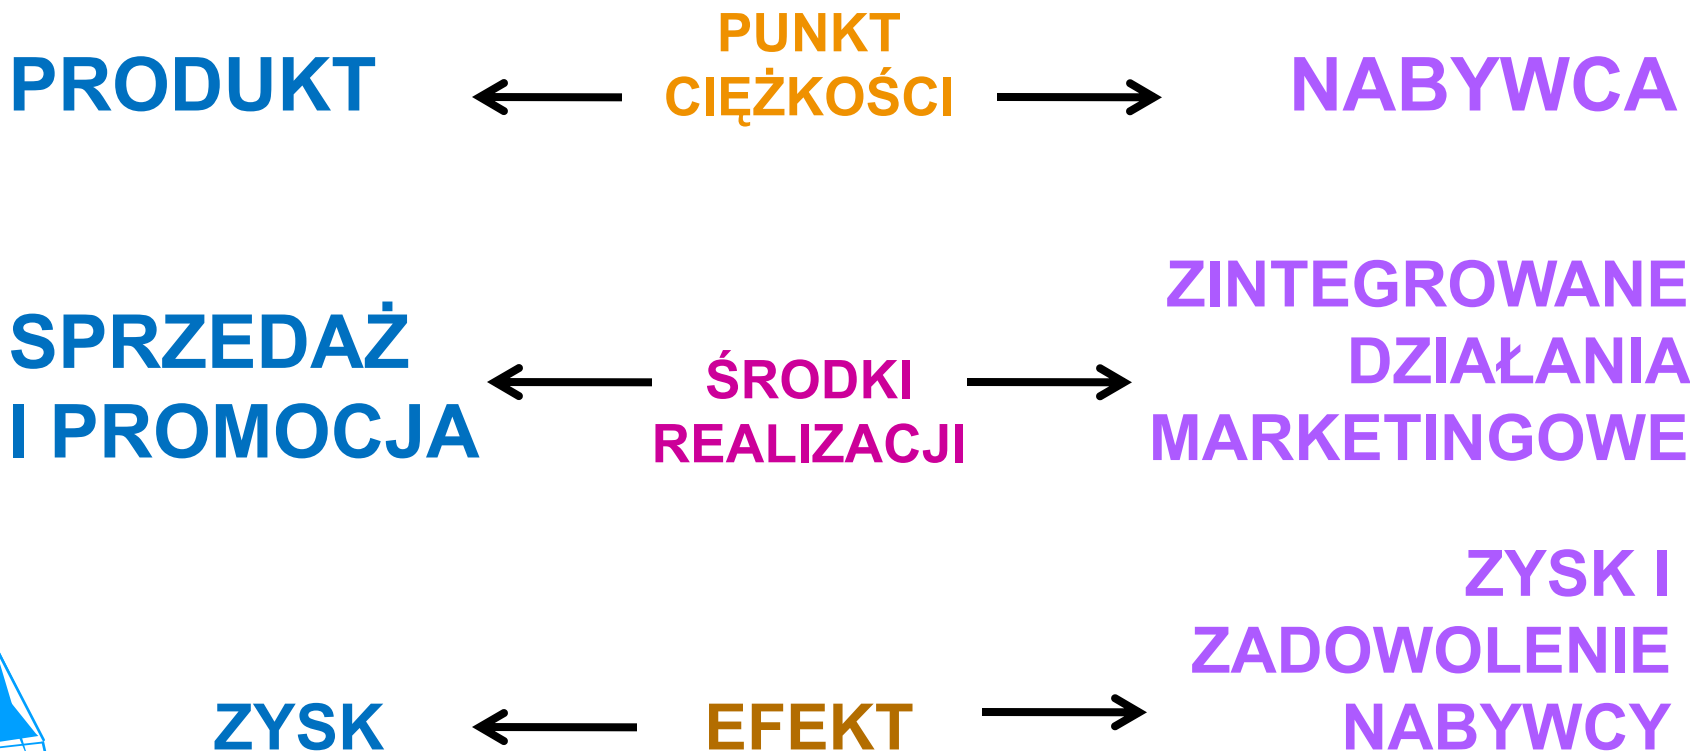 PRODUKT
PUNKT
CIĘŻKOŚCI
NABYWCA
SPRZEDAŻ
I PROMOCJA
ŚRODKI
REALIZACJI
ZINTEGROWANE
DZIAŁANIA
MARKETINGOWE
ZYSK
EFEKT
ZYSK I
ZADOWOLENIE
NABYWCY